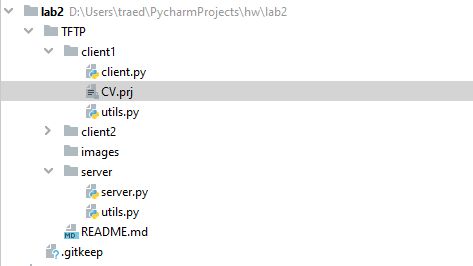 lab2 D:\Users\traed\PycharmProjects\hw\lab2
TFTP
client1
client.py
CV.prj
utils.py
client2
images
server
server.py
utils.py
MD README.md
? .gitkeep